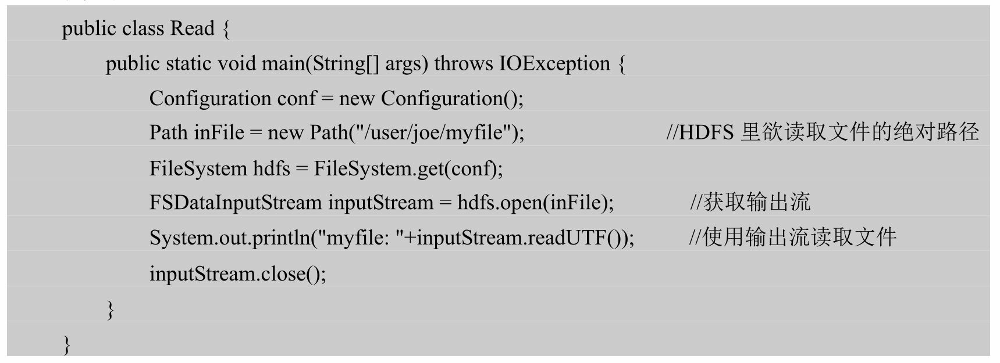 public class Read {
public static void main(String[] args) throws IOException {
Configuration conf = new Configuration();
Path inFile = new Path("/user/joe/myfile"); //HDFS 里欲读取文件的绝对路径
FileSystem hdfs = FileSystem.get(conf);
FSDataInputStream inputStream = hdfs.open(inFile); //获取输出流
System.out.println("myfile: "+inputStream.readUTF()); //使用输出流读取文件
inputStream.close();
}
}